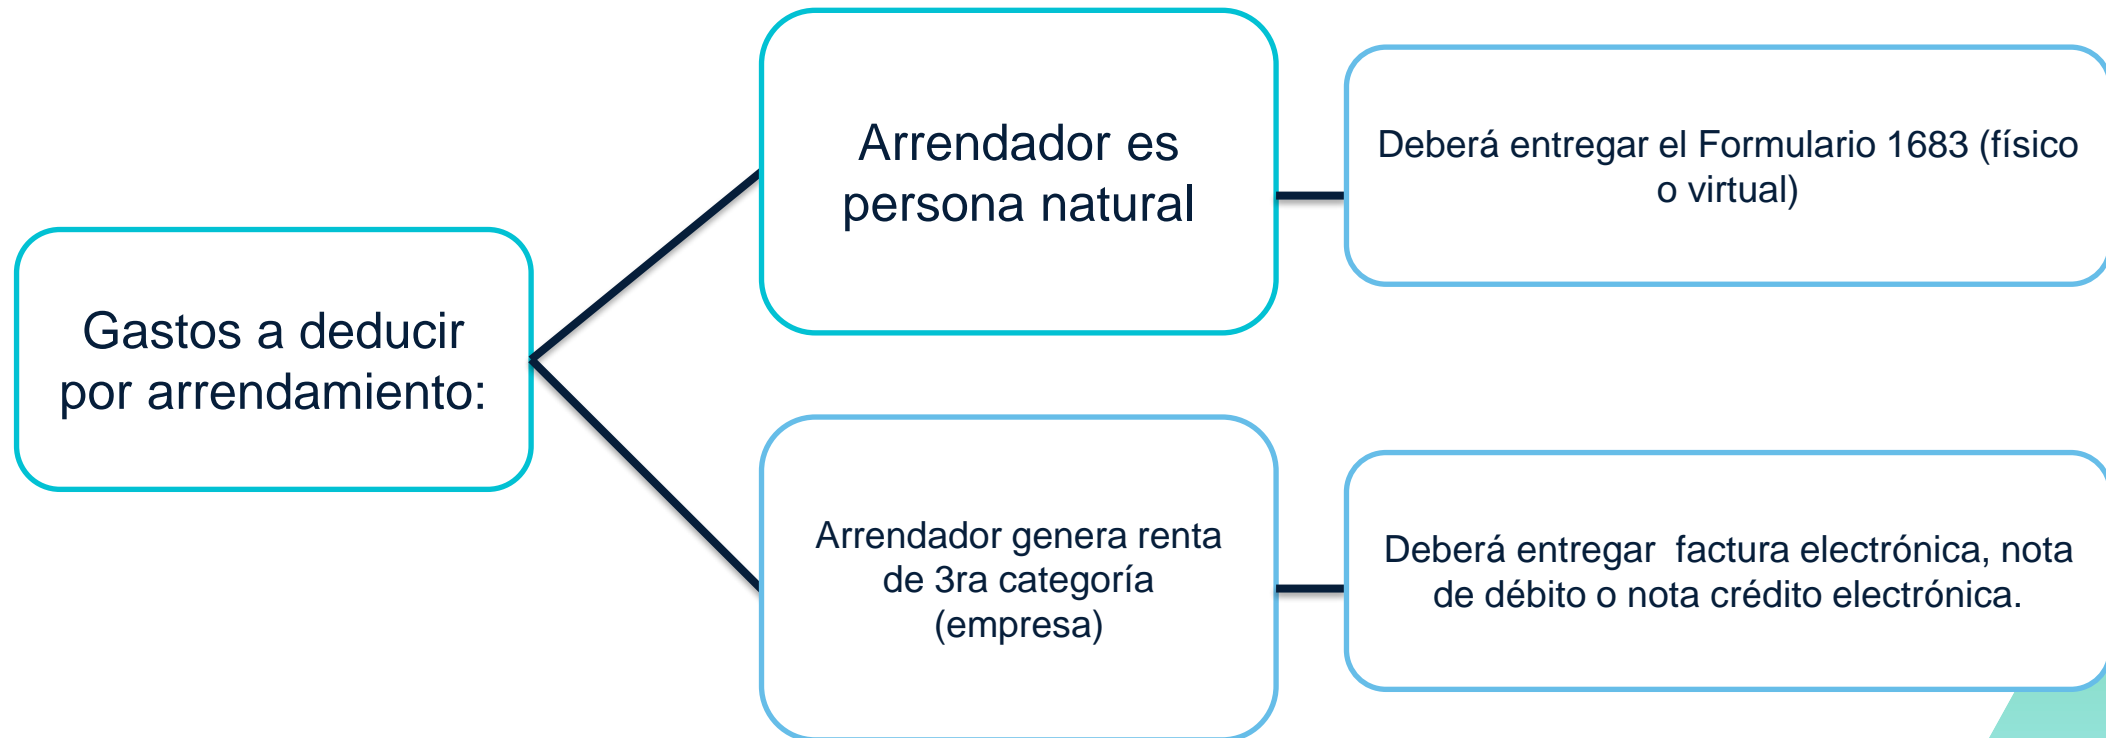 Gastos a deducir
por arrendamiento:
Arrendador es
persona natural
Deberá entregar el Formulario 1683 (físico
o virtual)
Arrendador genera renta
de 3ra categoría
(empresa)
Deberá entregar  factura electrónica, nota
de débito o nota crédito electrónica.